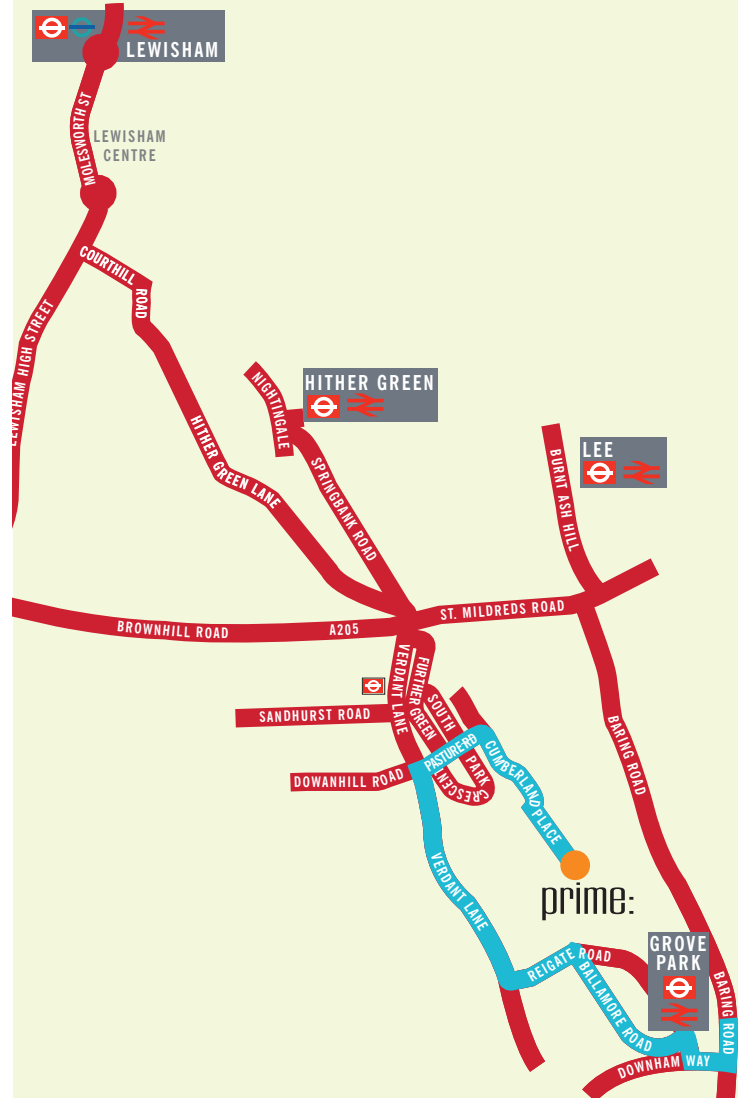 LEWISHAM
MOLESWORTH ST
LEWISHAM
CENTRE
COURTHILL ROAD
LEWISHAM HIGH STREET
NIGHTINGALE
HITHER GREEN
HITHER GREEN LANE
SPRINGBANK ROAD
LEE
BURNT ASH HILL
ST. MILDREDS ROAD
BROWNHILL ROAD
A205
VERDANT LANE
FURTHER GREEN
SANDHURST ROAD
SOUTH PARK CRESCENT
PASTURE RD
CUMBERLAND PLACE
DOWANHILL ROAD
BARING ROAD
VERDANT LANE
prime:
REIGATE ROAD
BALLAMORE ROAD
GROVE
PARK
BARING ROAD
DOWNHAM WAY